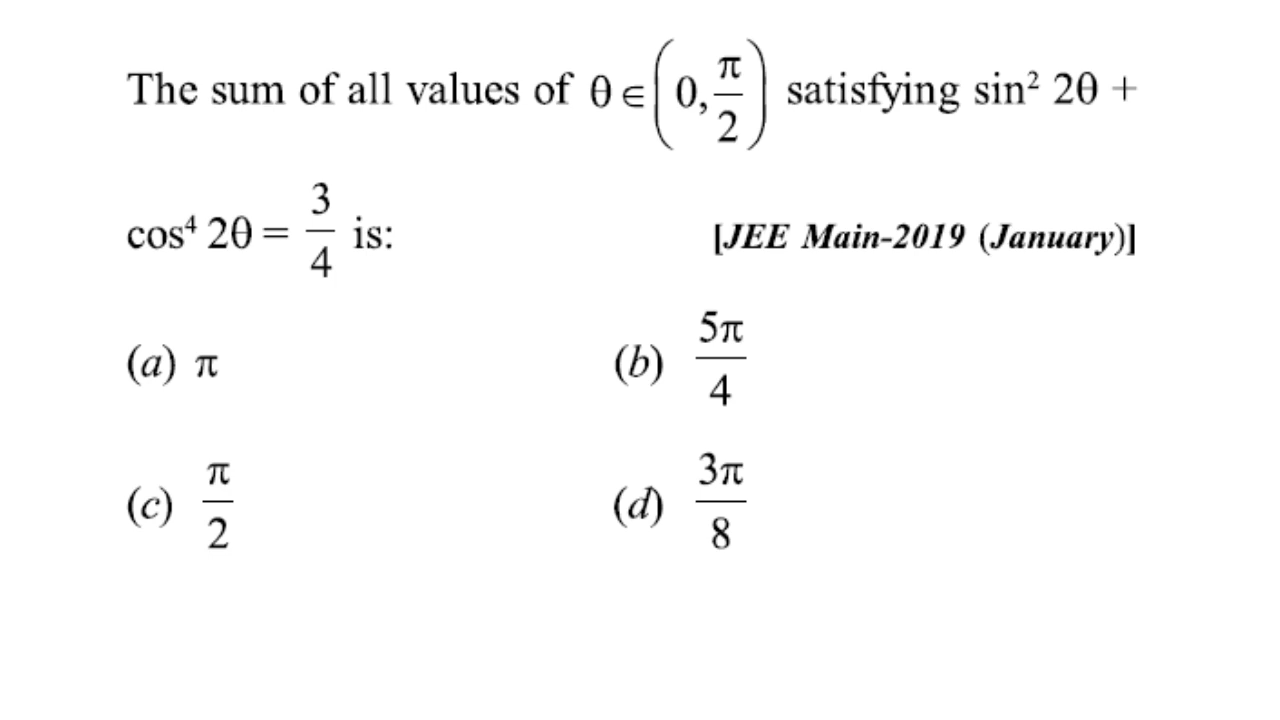 The sum of all values of θ ∈ (0, π/2) satisfying sin² 2θ +
cos⁴ 2θ = 3/4 is: [JEE Main-2019 (January)]
(a) π (b) 5π/4
(c) π/2 (d) 3π/8